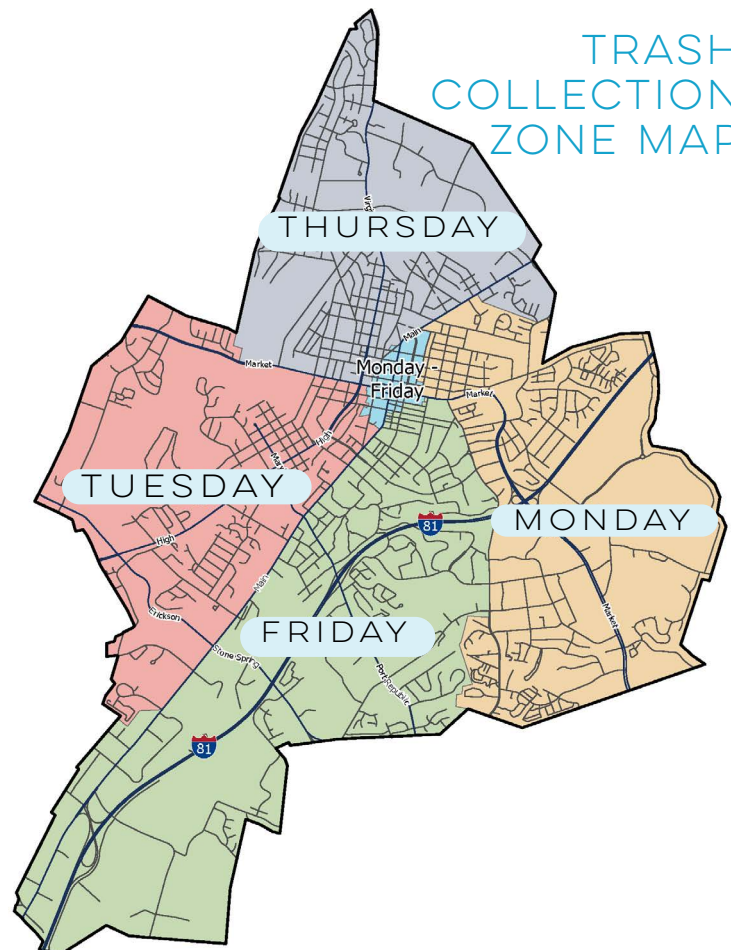 TRASH
COLLECTION
ZONE MAP
THURSDAY
Main
Monday -
Friday
Market
Market
High
TUESDAY
81
MONDAY
High
Main
Erickson
FRIDAY
Market
Stone Spring
Port Republic
81